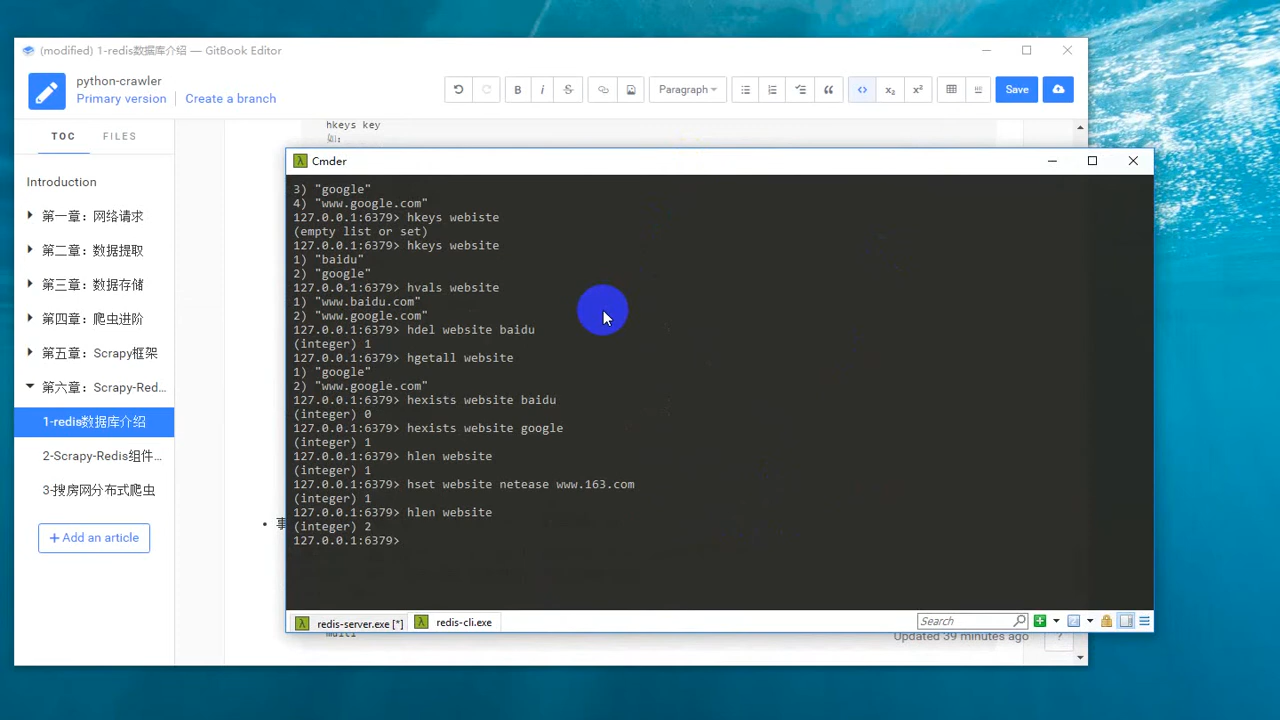 (modified) 1-redis数据库介绍 — GitBook Editor
python-crawler
Primary version
Create a branch
B
i
S
Paragraph
x₂
x²
Save
TOC
FILES
Introduction
第一章：网络请求
第二章：数据提取
第三章：数据存储
第四章：爬虫进阶
第五章：Scrapy框架
第六章：Scrapy-Red...
1-redis数据库介绍
2-Scrapy-Redis组件...
3-搜房网分布式爬虫
+ Add an article
hkeys key
如:
Cmder
3) "google"
4) "www.google.com"
127.0.0.1:6379> hkeys webiste
(empty list or set)
127.0.0.1:6379> hkeys website
1) "baidu"
2) "google"
127.0.0.1:6379> hvals website
1) "www.baidu.com"
2) "www.google.com"
127.0.0.1:6379> hdel website baidu
(integer) 1
127.0.0.1:6379> hgetall website
1) "google"
2) "www.google.com"
127.0.0.1:6379> hexists website baidu
(integer) 0
127.0.0.1:6379> hexists website google
(integer) 1
127.0.0.1:6379> hlen website
(integer) 1
127.0.0.1:6379> hset website netease www.163.com
(integer) 1
127.0.0.1:6379> hlen website
(integer) 2
127.0.0.1:6379>
redis-server.exe [*]
redis-cli.exe
Search
Updated 39 minutes ago
?